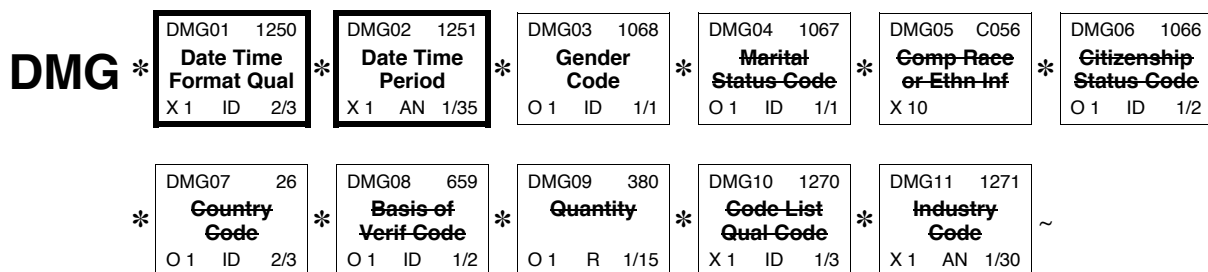 DMG * DMG01 1250 * DMG02 1251 * DMG03 1068 * DMG04 1067 * DMG05 C056 * DMG06 1066
Date Time Date Time Gender Marital Comp Race Citizenship
Format Qual Period Code Status Code or Ethn Inf Status Code
X 1 ID 2/3 X 1 AN 1/35 O 1 ID 1/1 O 1 ID 1/1 X 10 O 1 ID 1/2
* DMG07 26 * DMG08 659 * DMG09 380 * DMG10 1270 * DMG11 1271 ~
Country Basis of Quantity Code List Industry
Code Verif Code Qual Code Code
O 1 ID 2/3 O 1 ID 1/2 O 1 R 1/15 X 1 ID 1/3 X 1 AN 1/30